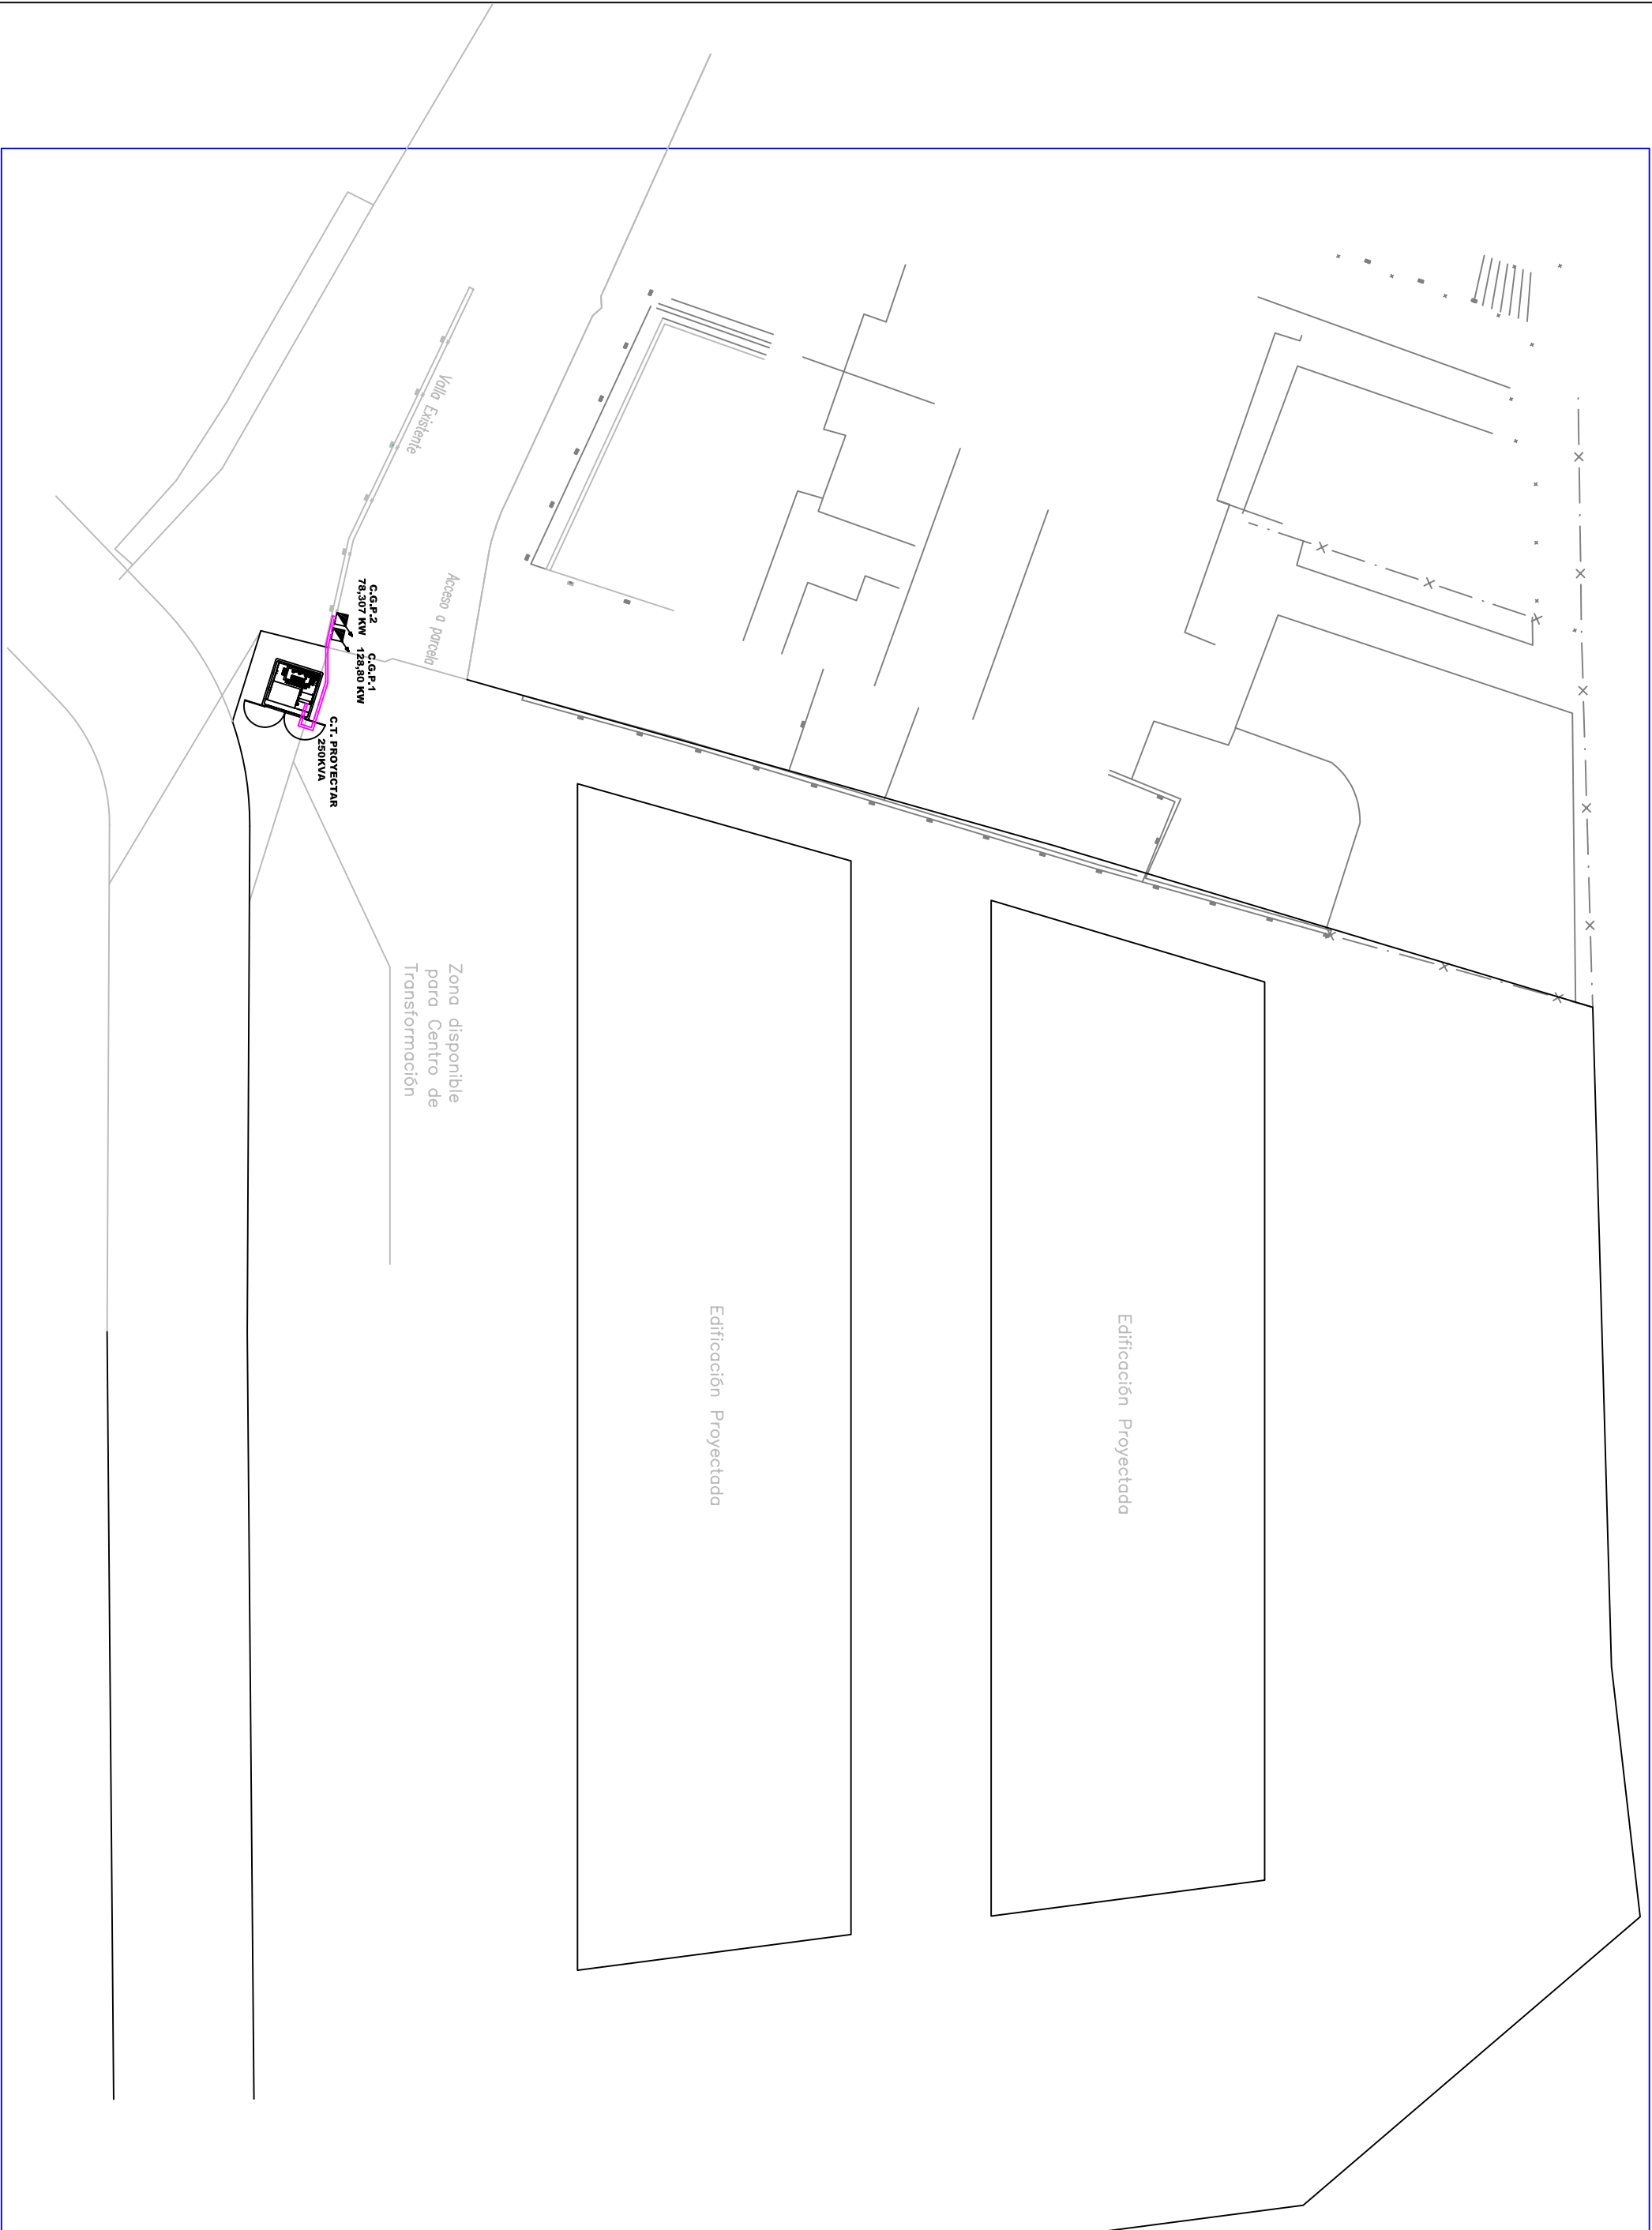 Valla Existente
Acceso a parcela
C.G.P.2
78,307 KW
C.G.P.1
128,80 KW
C.T. PROYECTAR
250KVA
Zona disponible
para Centro de
Transformación
Edificación Proyectada
Edificación Proyectada